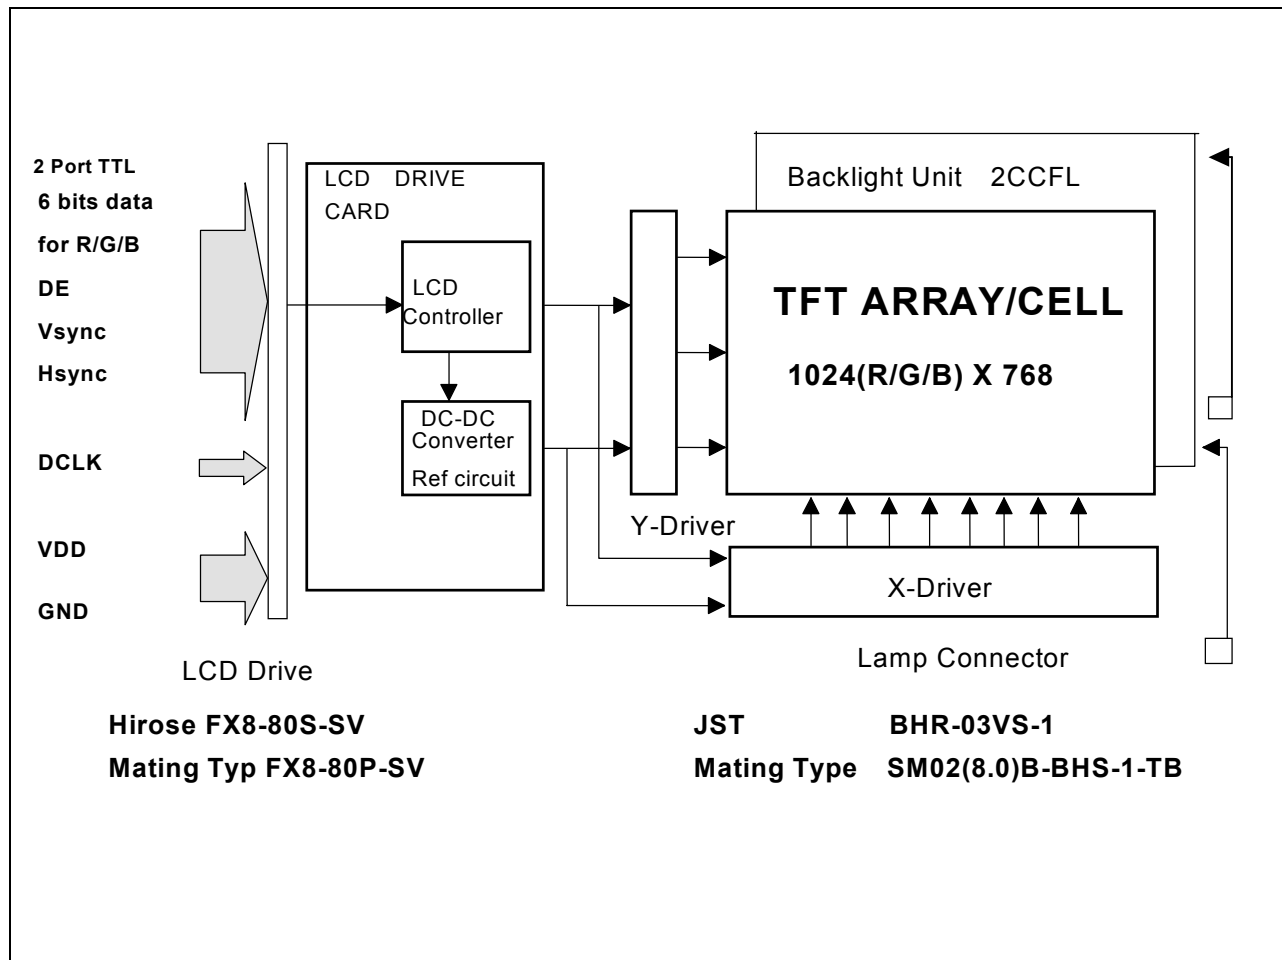 2 Port TTL
6 bits data
for R/G/B
DE
Vsync
Hsync
DCLK
VDD
GND
LCD DRIVE
CARD
LCD
Controller
DC-DC
Converter
Ref circuit
Y-Driver
Backlight Unit 2CCFL
TFT ARRAY/CELL
1024(R/G/B) X 768
X-Driver
LCD Drive
Hirose FX8-80S-SV
Mating Typ FX8-80P-SV
Lamp Connector
JST BHR-03VS-1
Mating Type SM02(8.0)B-BHS-1-TB